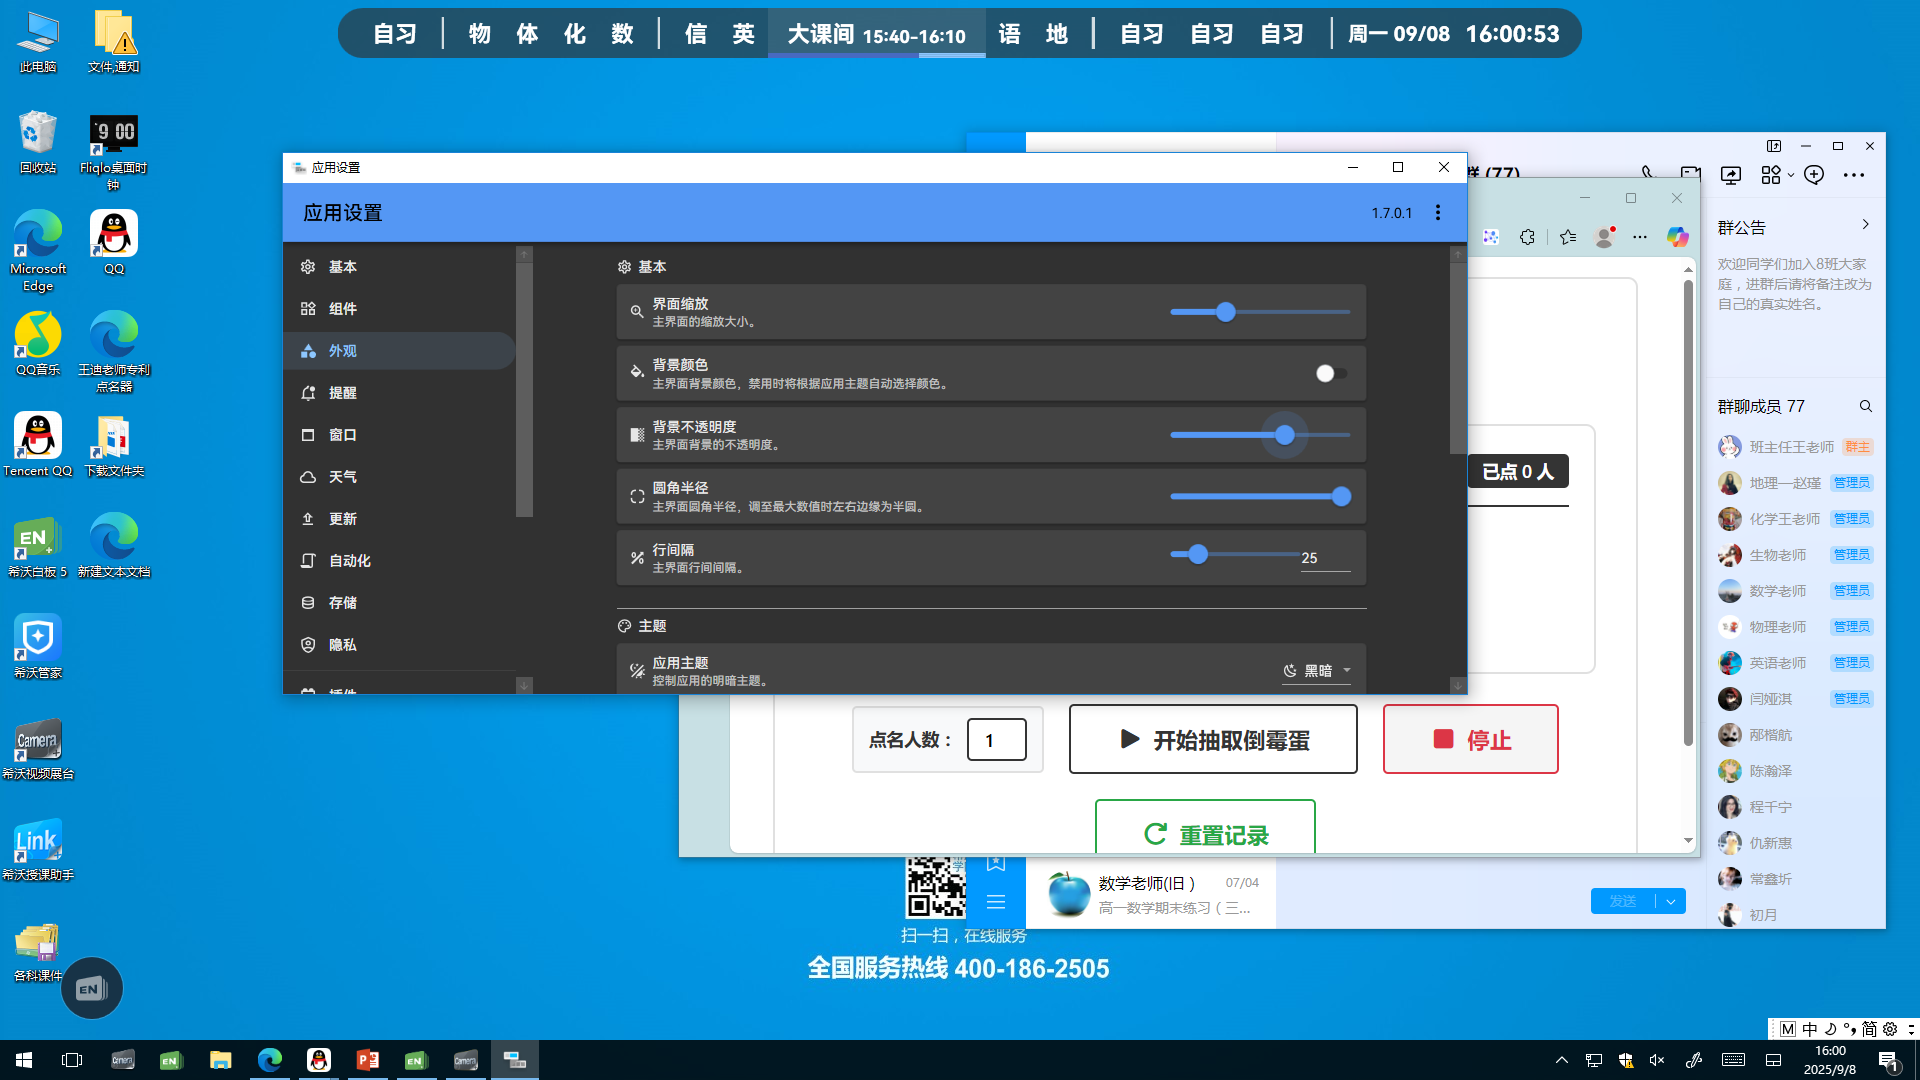 自习 | 物 体 化 数 | 信 英 大课间 15:40-16:10 语 地 | 自习 自习 自习 | 周一 09/08 16:00:53
此电脑
文件,通知
回收站
Fliqlo桌面时钟
Microsoft Edge
QQ
QQ音乐
王迪老师专利点名器
Tencent QQ
下载文件夹
EN
希沃白板 5
新建文本文档
希沃管家
Camera
希沃视频展台
Link
希沃授课助手
各科课件
EN
应用设置
应用设置
1.7.0.1
基本
组件
外观
提醒
窗口
天气
更新
自动化
存储
隐私
基本
界面缩放
主界面的缩放大小。
背景颜色
主界面背景颜色，禁用时将根据应用主题自动选择颜色。
背景不透明度
主界面背景的不透明度。
圆角半径
主界面圆角半径，调至最大数值时左右边缘为半圆。
行间隔
主界面行间间隔。
25
主题
应用主题
控制应用的明暗主题。
黑暗
群 (77)
已点 0 人
点名人数：
1
开始抽取倒霉蛋
停止
重置记录
群公告
欢迎同学们加入8班大家
庭，进群后请将备注改为
自己的真实姓名。
群聊成员 77
班主任王老师 群主
地理—赵瑾 管理员
化学王老师 管理员
生物老师 管理员
数学老师 管理员
物理老师 管理员
英语老师 管理员
闫娅淇 管理员
邴楷航
陈瀚泽
程千宁
仇新惠
常鑫圻
初月
数学老师(旧 )
07/04
高一数学期末练习（三...
发送
扫一扫，在线服务
全国服务热线 400-186-2505
M 中 简
16:00
2025/9/8
1